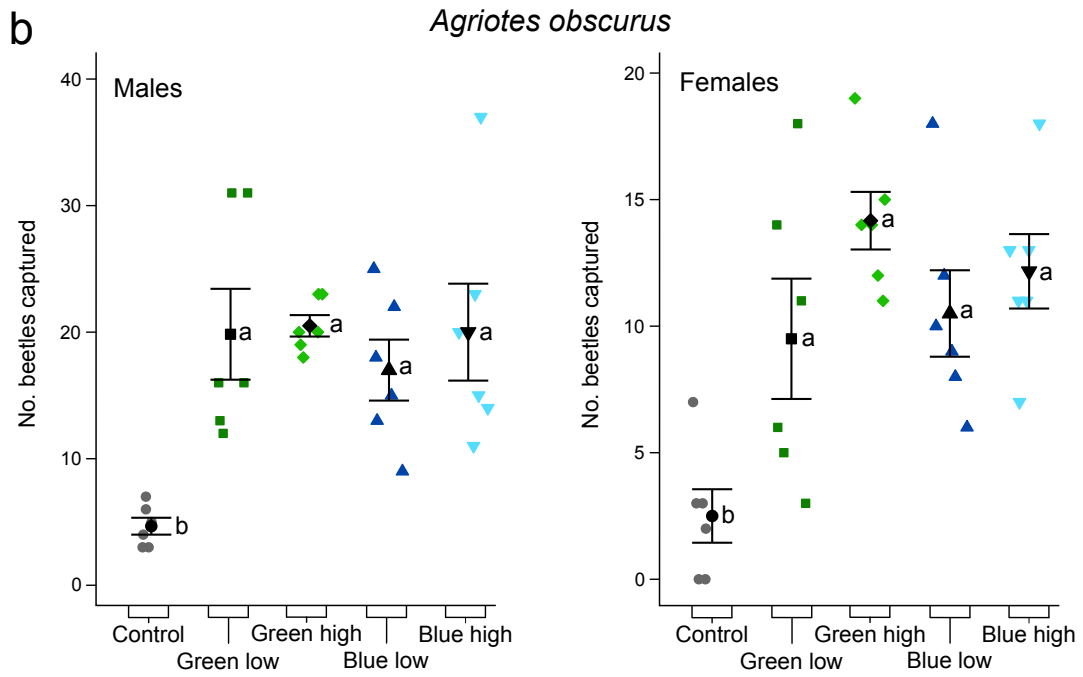 b
Agriotes obscurus
Males
No. beetles captured
40
30
20
10
0
a
a
a
a
b
Control
Green low
Green high
Blue low
Blue high
Females
No. beetles captured
20
15
10
5
0
a
a
a
a
b
Control
Green low
Green high
Blue low
Blue high